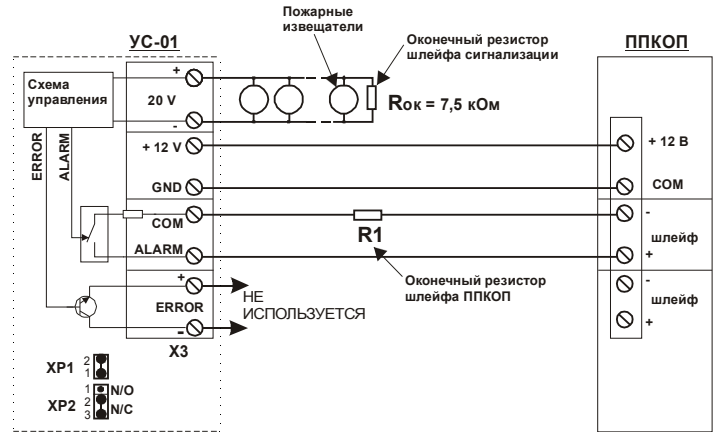 Пожарные
извещатели
УС-01
Оконечный резистор
шлейфа сигнализации
ППКОП
Схема
управления
+
20 V
-
Rок = 7,5 кОм
ERROR
ALARM
+ 12 V
+ 12 В
GND
COM
COM
R1
-
шлейф
+
ALARM
Оконечный резистор
шлейфа ППКОП
+
ERROR
-
НЕ
ИСПОЛЬЗУЕТСЯ
-
шлейф
+
X3
XP1
2
1
XP2
1
2
3
N/O
N/C